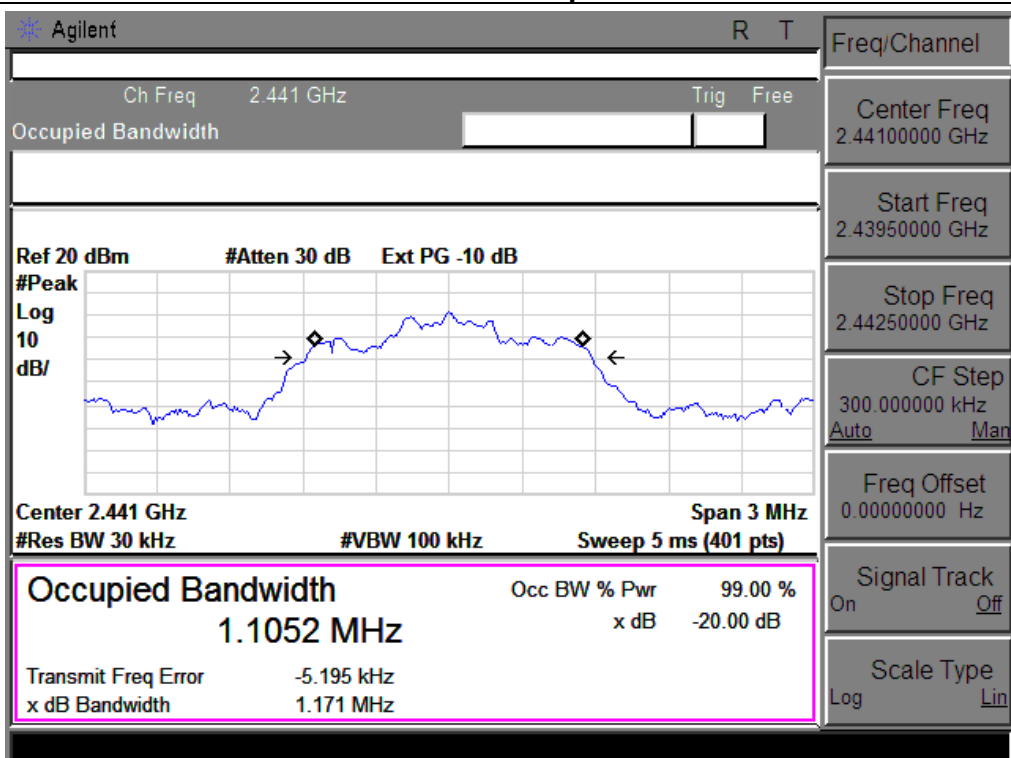 Agilent R T
Ch Freq 2.441 GHz Trig Free
Occupied Bandwidth
Ref 20 dBm #Atten 30 dB Ext PG -10 dB
#Peak
Log
10
dB/
Center 2.441 GHz Span 3 MHz
#Res BW 30 kHz #VBW 100 kHz Sweep 5 ms (401 pts)
Occupied Bandwidth Occ BW % Pwr 99.00 %
1.1052 MHz x dB -20.00 dB
Transmit Freq Error -5.195 kHz
x dB Bandwidth 1.171 MHz
Freq/Channel
Center Freq
2.44100000 GHz
Start Freq
2.43950000 GHz
Stop Freq
2.44250000 GHz
CF Step
300.000000 kHz
Auto Man
Freq Offset
0.00000000 Hz
Signal Track
On Off
Scale Type
Log Lin